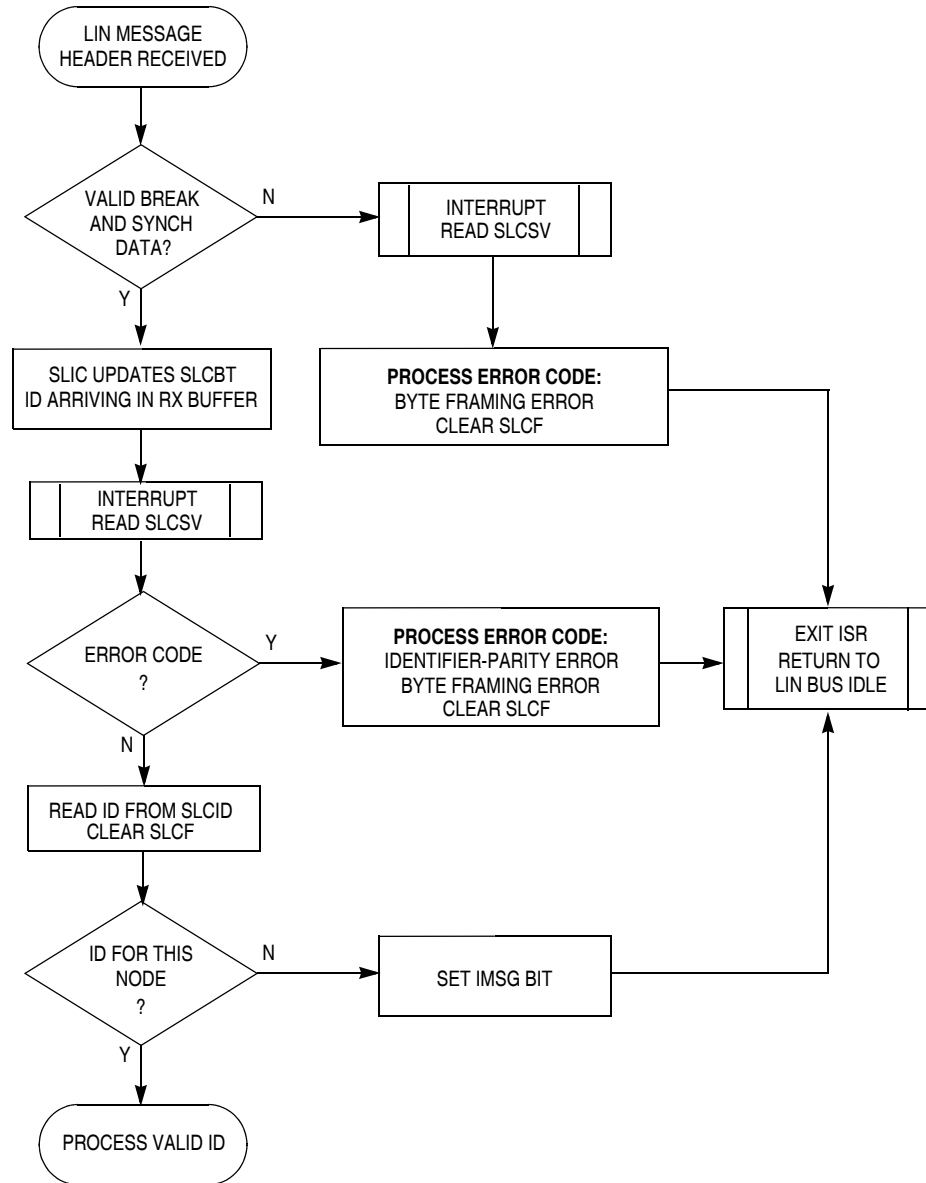 LIN MESSAGE
HEADER RECEIVED
VALID BREAK
AND SYNCH
DATA?
N
Y
INTERRUPT
READ SLCSV
SLIC UPDATES SLCBT
ID ARRIVING IN RX BUFFER
PROCESS ERROR CODE:
BYTE FRAMING ERROR
CLEAR SLCF
INTERRUPT
READ SLCSV
ERROR CODE
?
Y
N
PROCESS ERROR CODE:
IDENTIFIER-PARITY ERROR
BYTE FRAMING ERROR
CLEAR SLCF
EXIT ISR
RETURN TO
LIN BUS IDLE
READ ID FROM SLCID
CLEAR SLCF
ID FOR THIS
NODE
?
N
Y
SET IMSG BIT
PROCESS VALID ID